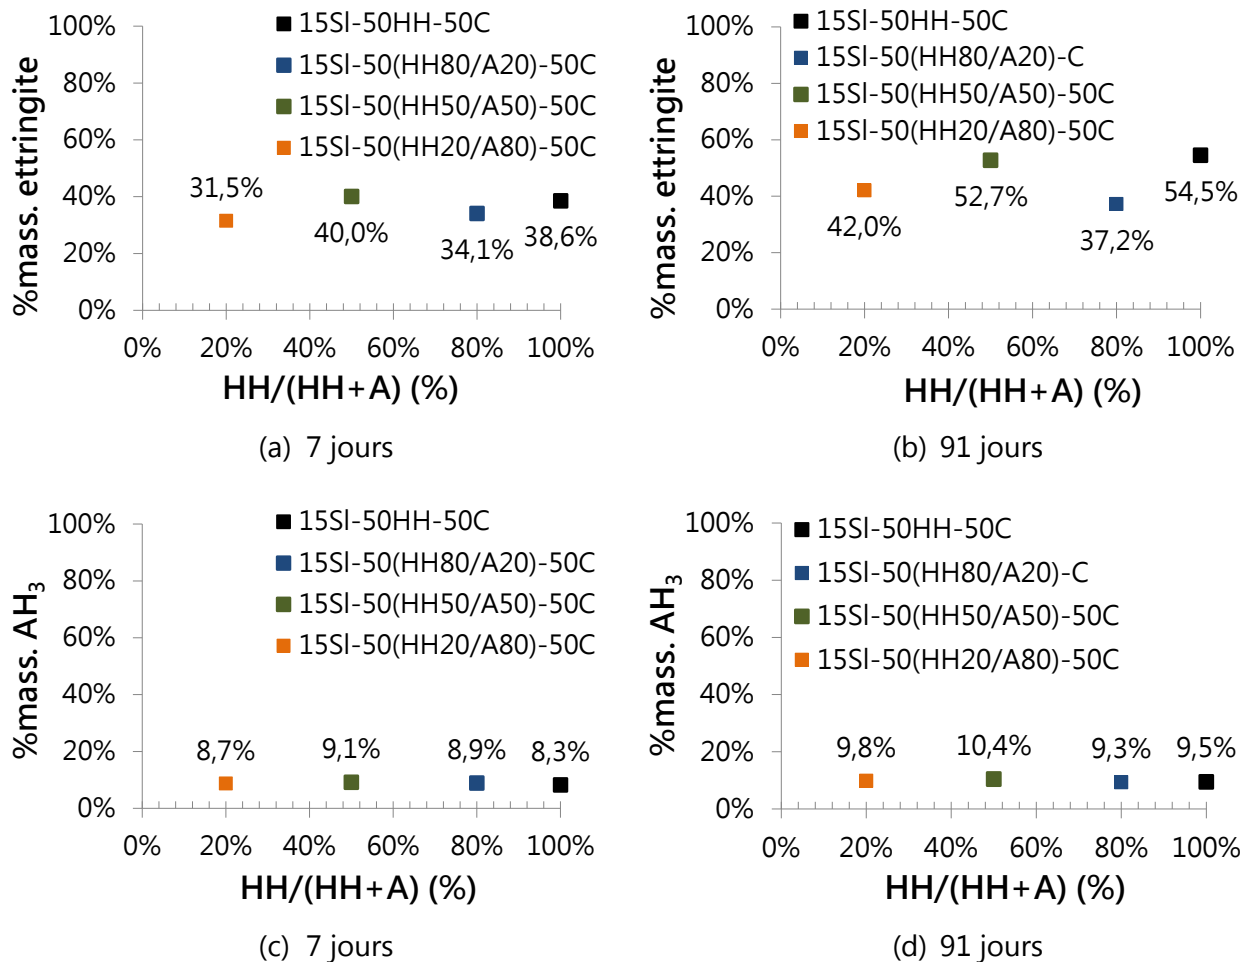 100%
80%
60%
40%
20%
0%
%mass. ettringite
15Sl-50HH-50C
15Sl-50(HH80/A20)-50C
15Sl-50(HH50/A50)-50C
15Sl-50(HH20/A80)-50C
31,5%
40,0%
34,1%
38,6%
0% 20% 40% 60% 80% 100%
HH/(HH+A) (%)
(a) 7 jours
100%
80%
60%
40%
20%
0%
%mass. ettringite
15Sl-50HH-50C
15Sl-50(HH80/A20)-C
15Sl-50(HH50/A50)-50C
15Sl-50(HH20/A80)-50C
42,0%
52,7%
37,2%
54,5%
0% 20% 40% 60% 80% 100%
HH/(HH+A) (%)
(b) 91 jours
100%
80%
60%
40%
20%
0%
%mass. AH₃
15Sl-50HH-50C
15Sl-50(HH80/A20)-50C
15Sl-50(HH50/A50)-50C
15Sl-50(HH20/A80)-50C
8,7% 9,1% 8,9% 8,3%
0% 20% 40% 60% 80% 100%
HH/(HH+A) (%)
(c) 7 jours
100%
80%
60%
40%
20%
0%
%mass. AH₃
15Sl-50HH-50C
15Sl-50(HH80/A20)-C
15Sl-50(HH50/A50)-50C
15Sl-50(HH20/A80)-50C
9,8% 10,4% 9,3% 9,5%
0% 20% 40% 60% 80% 100%
HH/(HH+A) (%)
(d) 91 jours